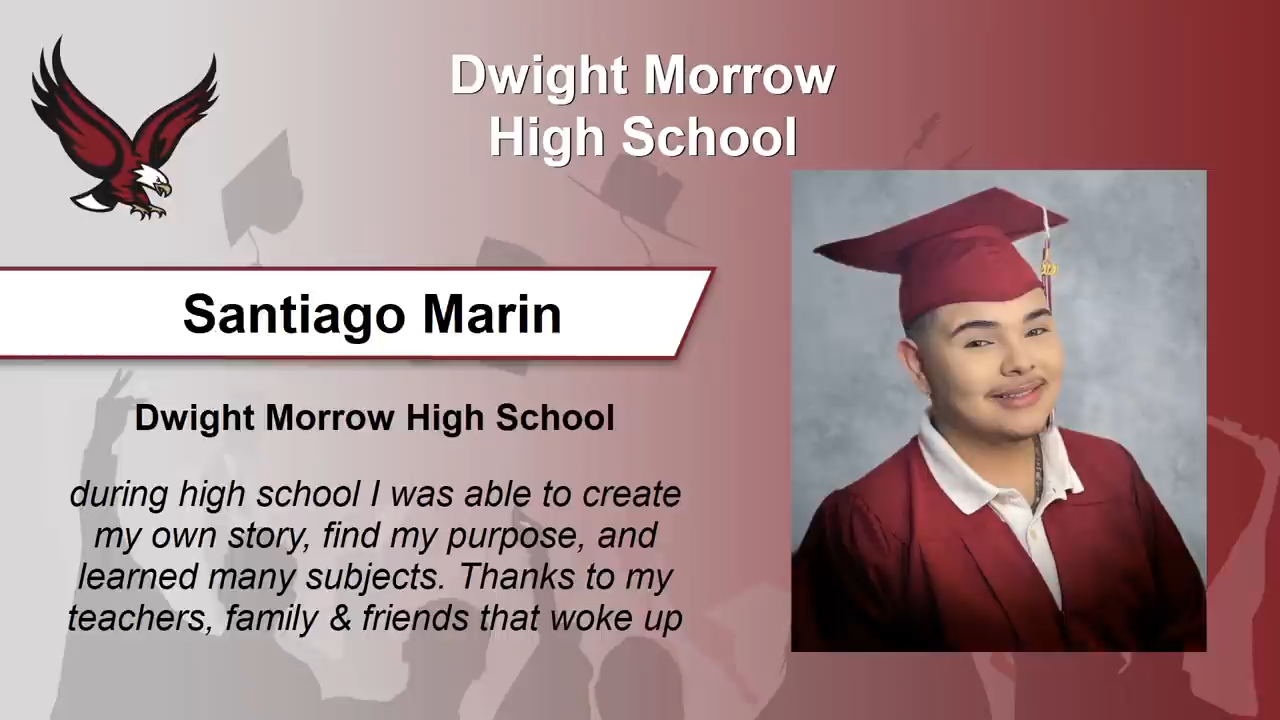 Dwight Morrow
High School
Santiago Marin
Dwight Morrow High School
during high school I was able to create
my own story, find my purpose, and
learned many subjects. Thanks to my
teachers, family & friends that woke up